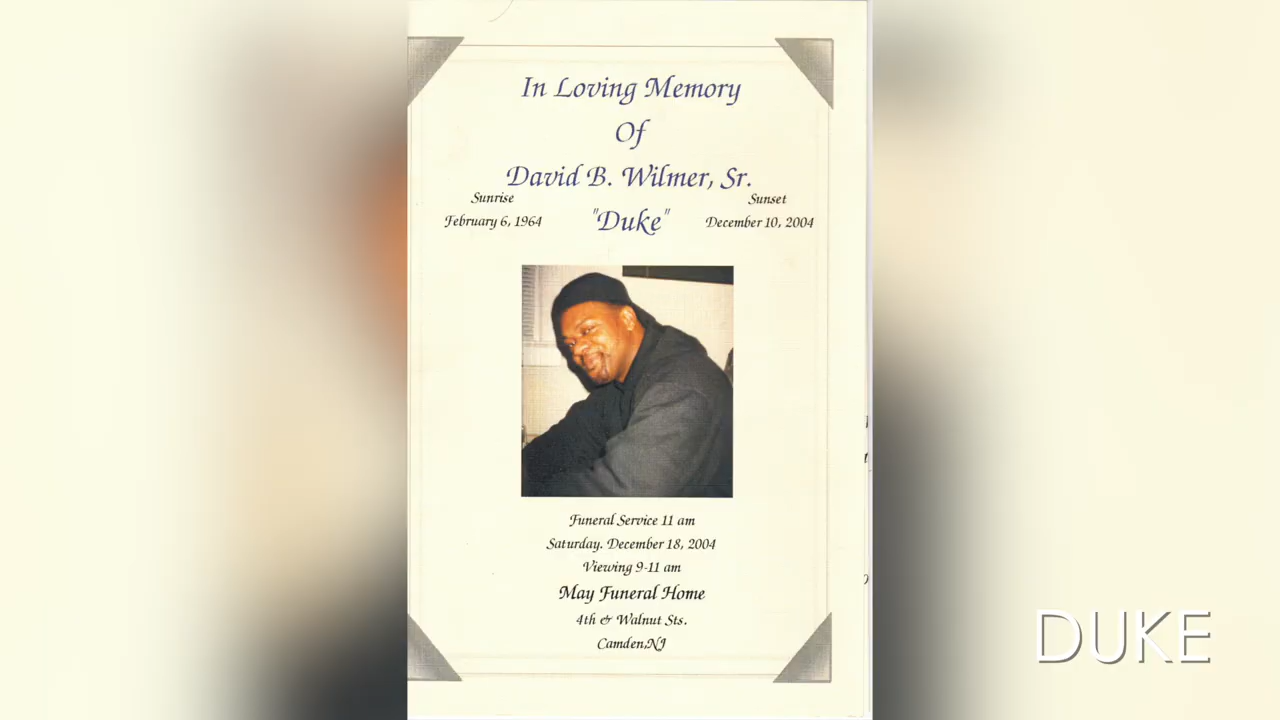 In Loving Memory
Of
David B. Wilmer, Sr.
Sunrise
February 6, 1964
"Duke"
Sunset
December 10, 2004
Funeral Service 11 am
Saturday. December 18, 2004
Viewing 9-11 am
May Funeral Home
4th & Walnut Sts.
Camden,NJ
DUKE